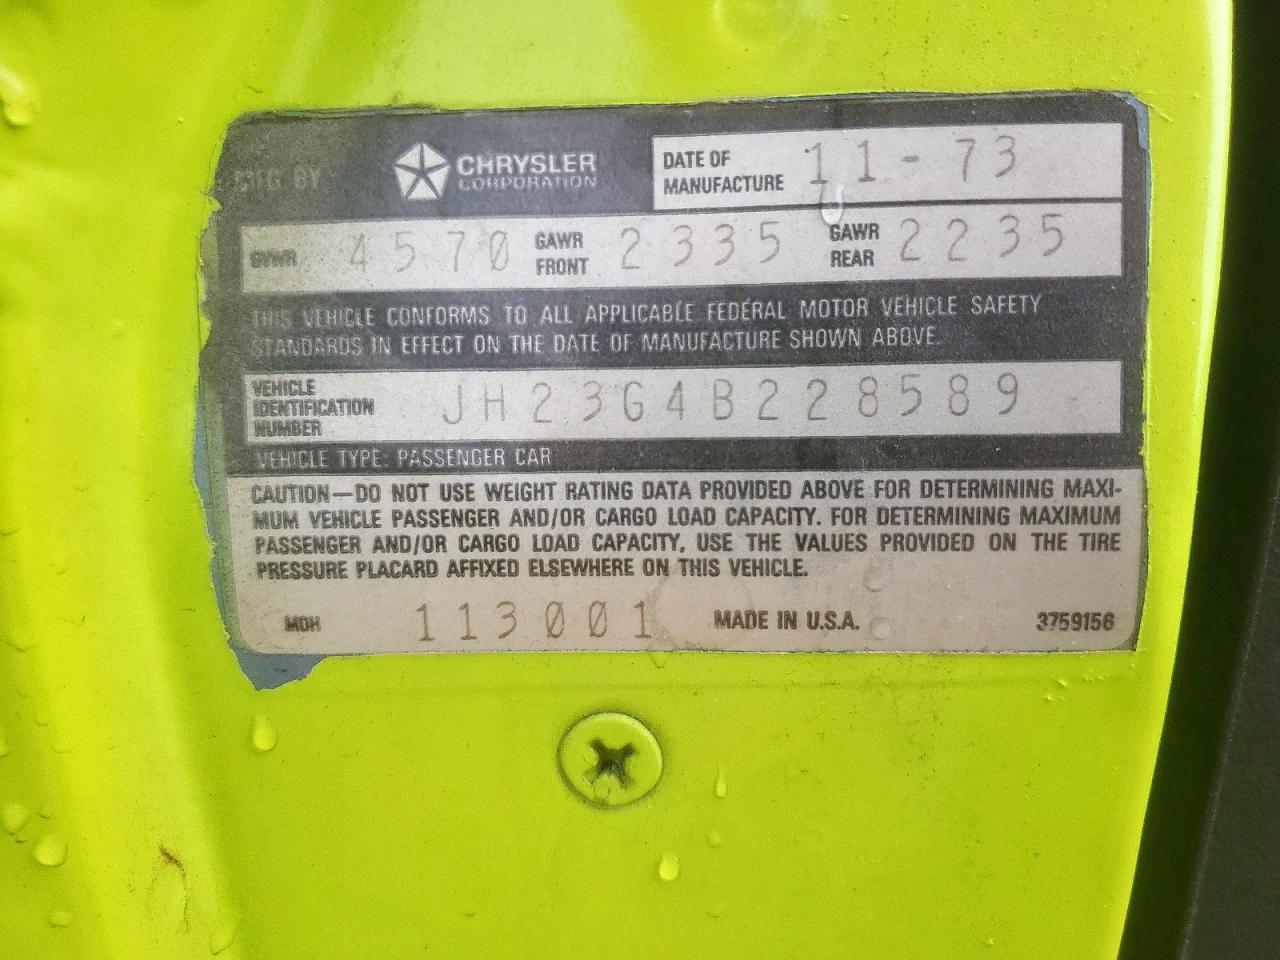 MFG BY CHRYSLER CORPORATION DATE OF MANUFACTURE 11-73
GVWR 4570 GAWR FRONT 2335 GAWR REAR 2235
THIS VEHICLE CONFORMS TO ALL APPLICABLE FEDERAL MOTOR VEHICLE SAFETY
STANDARDS IN EFFECT ON THE DATE OF MANUFACTURE SHOWN ABOVE.
VEHICLE IDENTIFICATION NUMBER JH23G4B228589
VEHICLE TYPE: PASSENGER CAR
CAUTION—DO NOT USE WEIGHT RATING DATA PROVIDED ABOVE FOR DETERMINING MAXI-
MUM VEHICLE PASSENGER AND/OR CARGO LOAD CAPACITY. FOR DETERMINING MAXIMUM
PASSENGER AND/OR CARGO LOAD CAPACITY, USE THE VALUES PROVIDED ON THE TIRE
PRESSURE PLACARD AFFIXED ELSEWHERE ON THIS VEHICLE.
MDH 113001 MADE IN U.S.A. 3759156